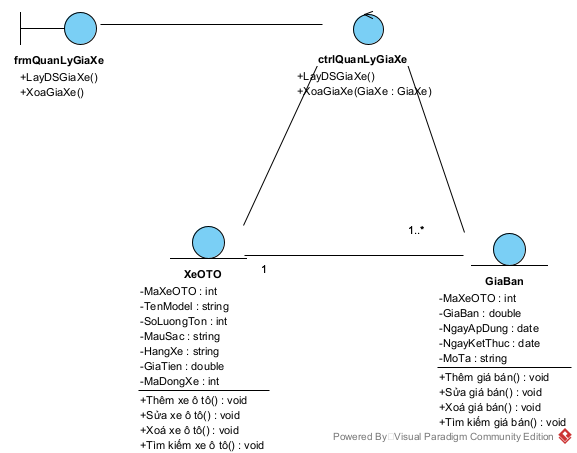 frmQuanLyGiaXe
+LayDSGiaXe()
+XoaGiaXe()
ctrlQuanLyGiaXe
+LayDSGiaXe()
+XoaGiaXe(GiaXe : GiaXe)
1..*
1
XeOTO
-MaXeOTO : int
-TenModel : string
-SoLuongTon : int
-MauSac : string
-HangXe : string
-GiaTien : double
-MaDongXe : int
+Thêm xe ô tô() : void
+Sửa xe ô tô() : void
+Xoá xe ô tô() : void
+Tìm kiếm xe ô tô() : void
GiaBan
-MaXeOTO : int
-GiaBan : double
-NgayApDung : date
-NgayKetThuc : date
-MoTa : string
+Thêm giá bán() : void
+Sửa giá bán() : void
+Xoá giá bán() : void
+Tìm kiếm giá bán() : void
Powered By Visual Paradigm Community Edition